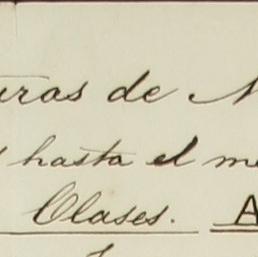 uras de
hasta el
Clases. A